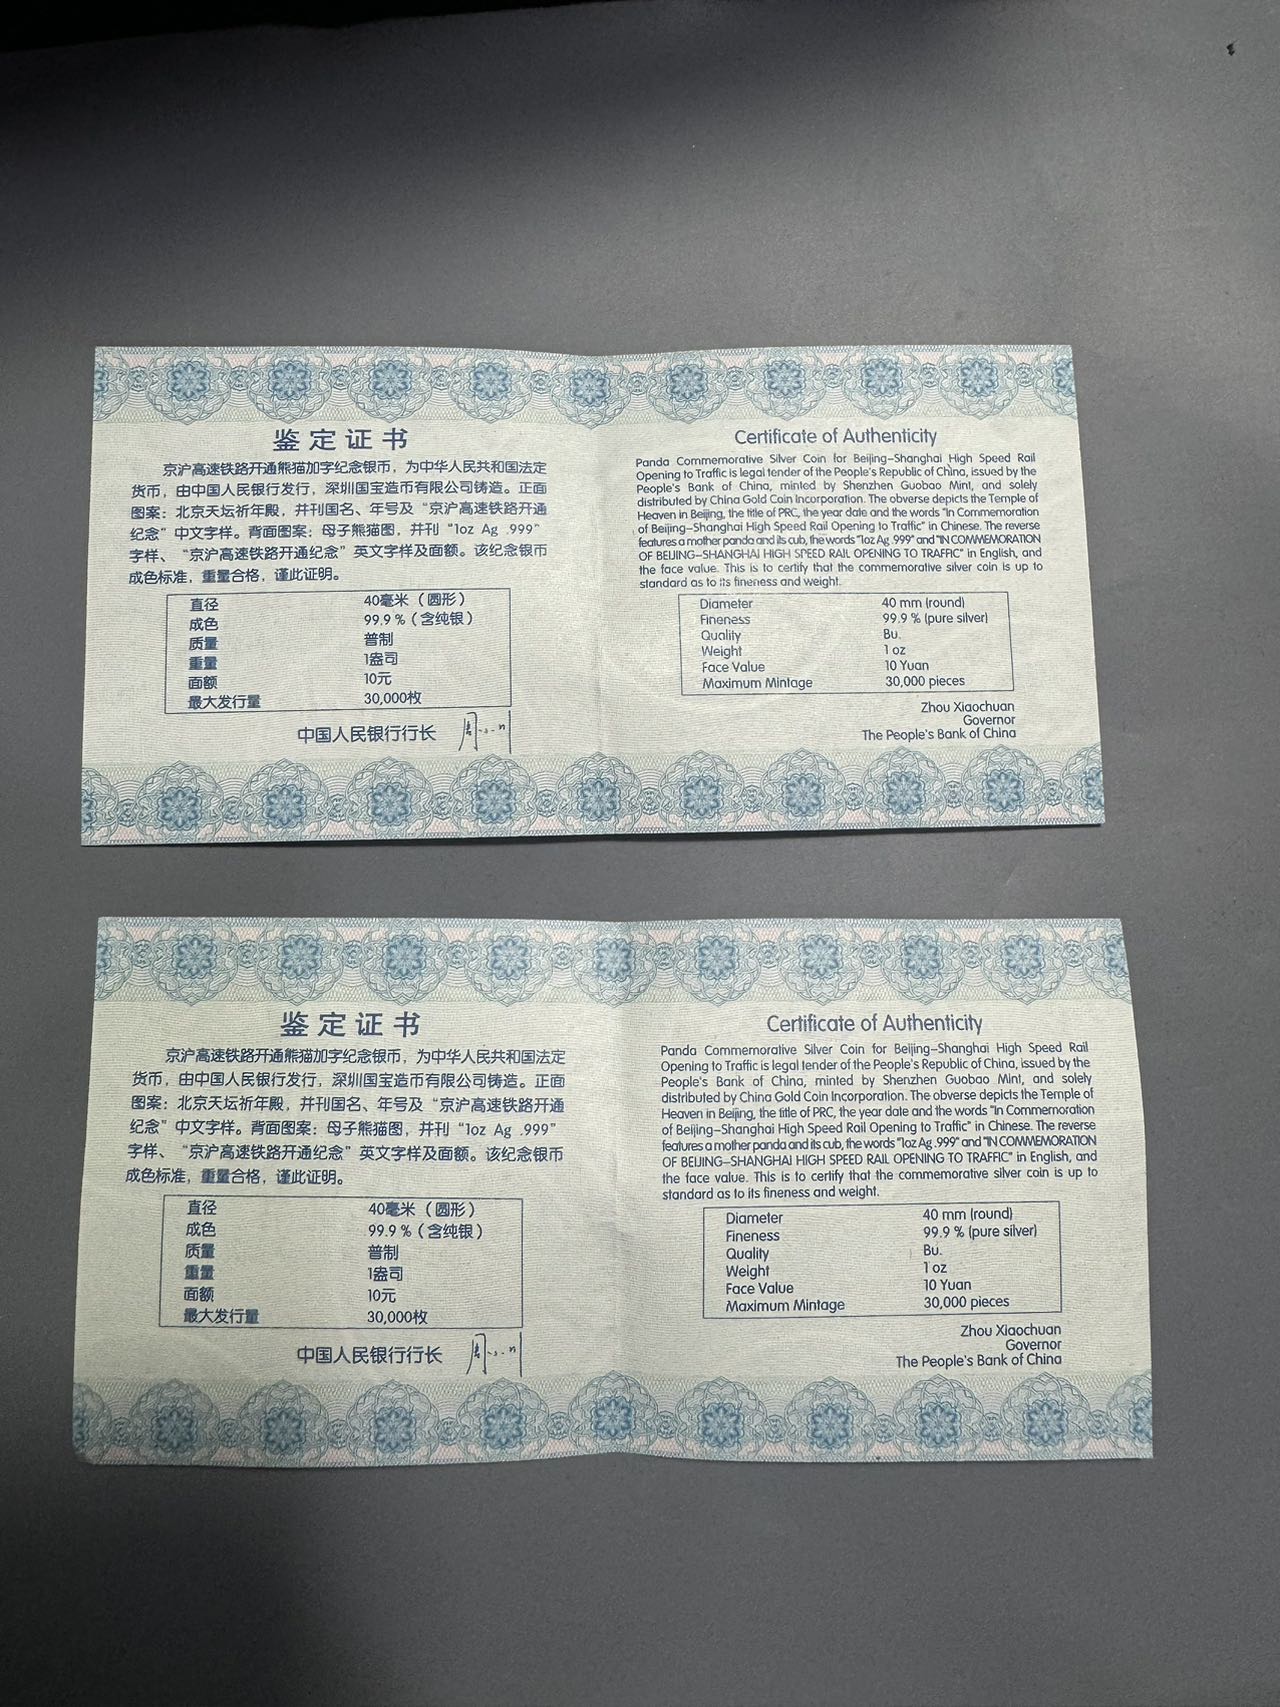 鉴定证书
京沪高速铁路开通熊猫加字纪念银币，为中华人民共和国法定
货币，由中国人民银行发行，深圳国宝造币有限公司铸造。正面
图案：北京天坛祈年殿，并刊国名、年号及“京沪高速铁路开通
纪念”中文字样。背面图案：母子熊猫图，并刊“1oz Ag .999”
字样、“京沪高速铁路开通纪念”英文字样及面额。该纪念银币
成色标准，重量合格，谨此证明。
直径 40毫米（圆形）
成色 99.9％（含纯银）
质量 普制
重量 1盎司
面额 10元
最大发行量 30,000枚
中国人民银行行长
Certificate of Authenticity
Panda Commemorative Silver Coin for Beijing–Shanghai High Speed Rail
Opening to Traffic is legal tender of the People's Republic of China, issued by the
People's Bank of China, minted by Shenzhen Guobao Mint, and solely
distributed by China Gold Coin Incorporation. The obverse depicts the Temple of
Heaven in Beijing, the title of PRC, the year date and the words "In Commemoration
of Beijing–Shanghai High Speed Rail Opening to Traffic" in Chinese. The reverse
features a mother panda and its cub, the words "1oz Ag .999" and "IN COMMEMORATION
OF BEIJING–SHANGHAI HIGH SPEED RAIL OPENING TO TRAFFIC" in English, and
the face value. This is to certify that the commemorative silver coin is up to
standard as to its fineness and weight.
Diameter 40 mm (round)
Fineness 99.9 % (pure silver)
Quality Bu.
Weight 1 oz
Face Value 10 Yuan
Maximum Mintage 30,000 pieces
Zhou Xiaochuan
Governor
The People's Bank of China
鉴定证书
京沪高速铁路开通熊猫加字纪念银币，为中华人民共和国法定
货币，由中国人民银行发行，深圳国宝造币有限公司铸造。正面
图案：北京天坛祈年殿，并刊国名、年号及“京沪高速铁路开通
纪念”中文字样。背面图案：母子熊猫图，并刊“1oz Ag .999”
字样、“京沪高速铁路开通纪念”英文字样及面额。该纪念银币
成色标准，重量合格，谨此证明。
直径 40毫米（圆形）
成色 99.9％（含纯银）
质量 普制
重量 1盎司
面额 10元
最大发行量 30,000枚
中国人民银行行长
Certificate of Authenticity
Panda Commemorative Silver Coin for Beijing–Shanghai High Speed Rail
Opening to Traffic is legal tender of the People's Republic of China, issued by the
People's Bank of China, minted by Shenzhen Guobao Mint, and solely
distributed by China Gold Coin Incorporation. The obverse depicts the Temple of
Heaven in Beijing, the title of PRC, the year date and the words "In Commemoration
of Beijing–Shanghai High Speed Rail Opening to Traffic" in Chinese. The reverse
features a mother panda and its cub, the words "1oz Ag .999" and "IN COMMEMORATION
OF BEIJING–SHANGHAI HIGH SPEED RAIL OPENING TO TRAFFIC" in English, and
the face value. This is to certify that the commemorative silver coin is up to
standard as to its fineness and weight.
Diameter 40 mm (round)
Fineness 99.9 % (pure silver)
Quality Bu.
Weight 1 oz
Face Value 10 Yuan
Maximum Mintage 30,000 pieces
Zhou Xiaochuan
Governor
The People's Bank of China